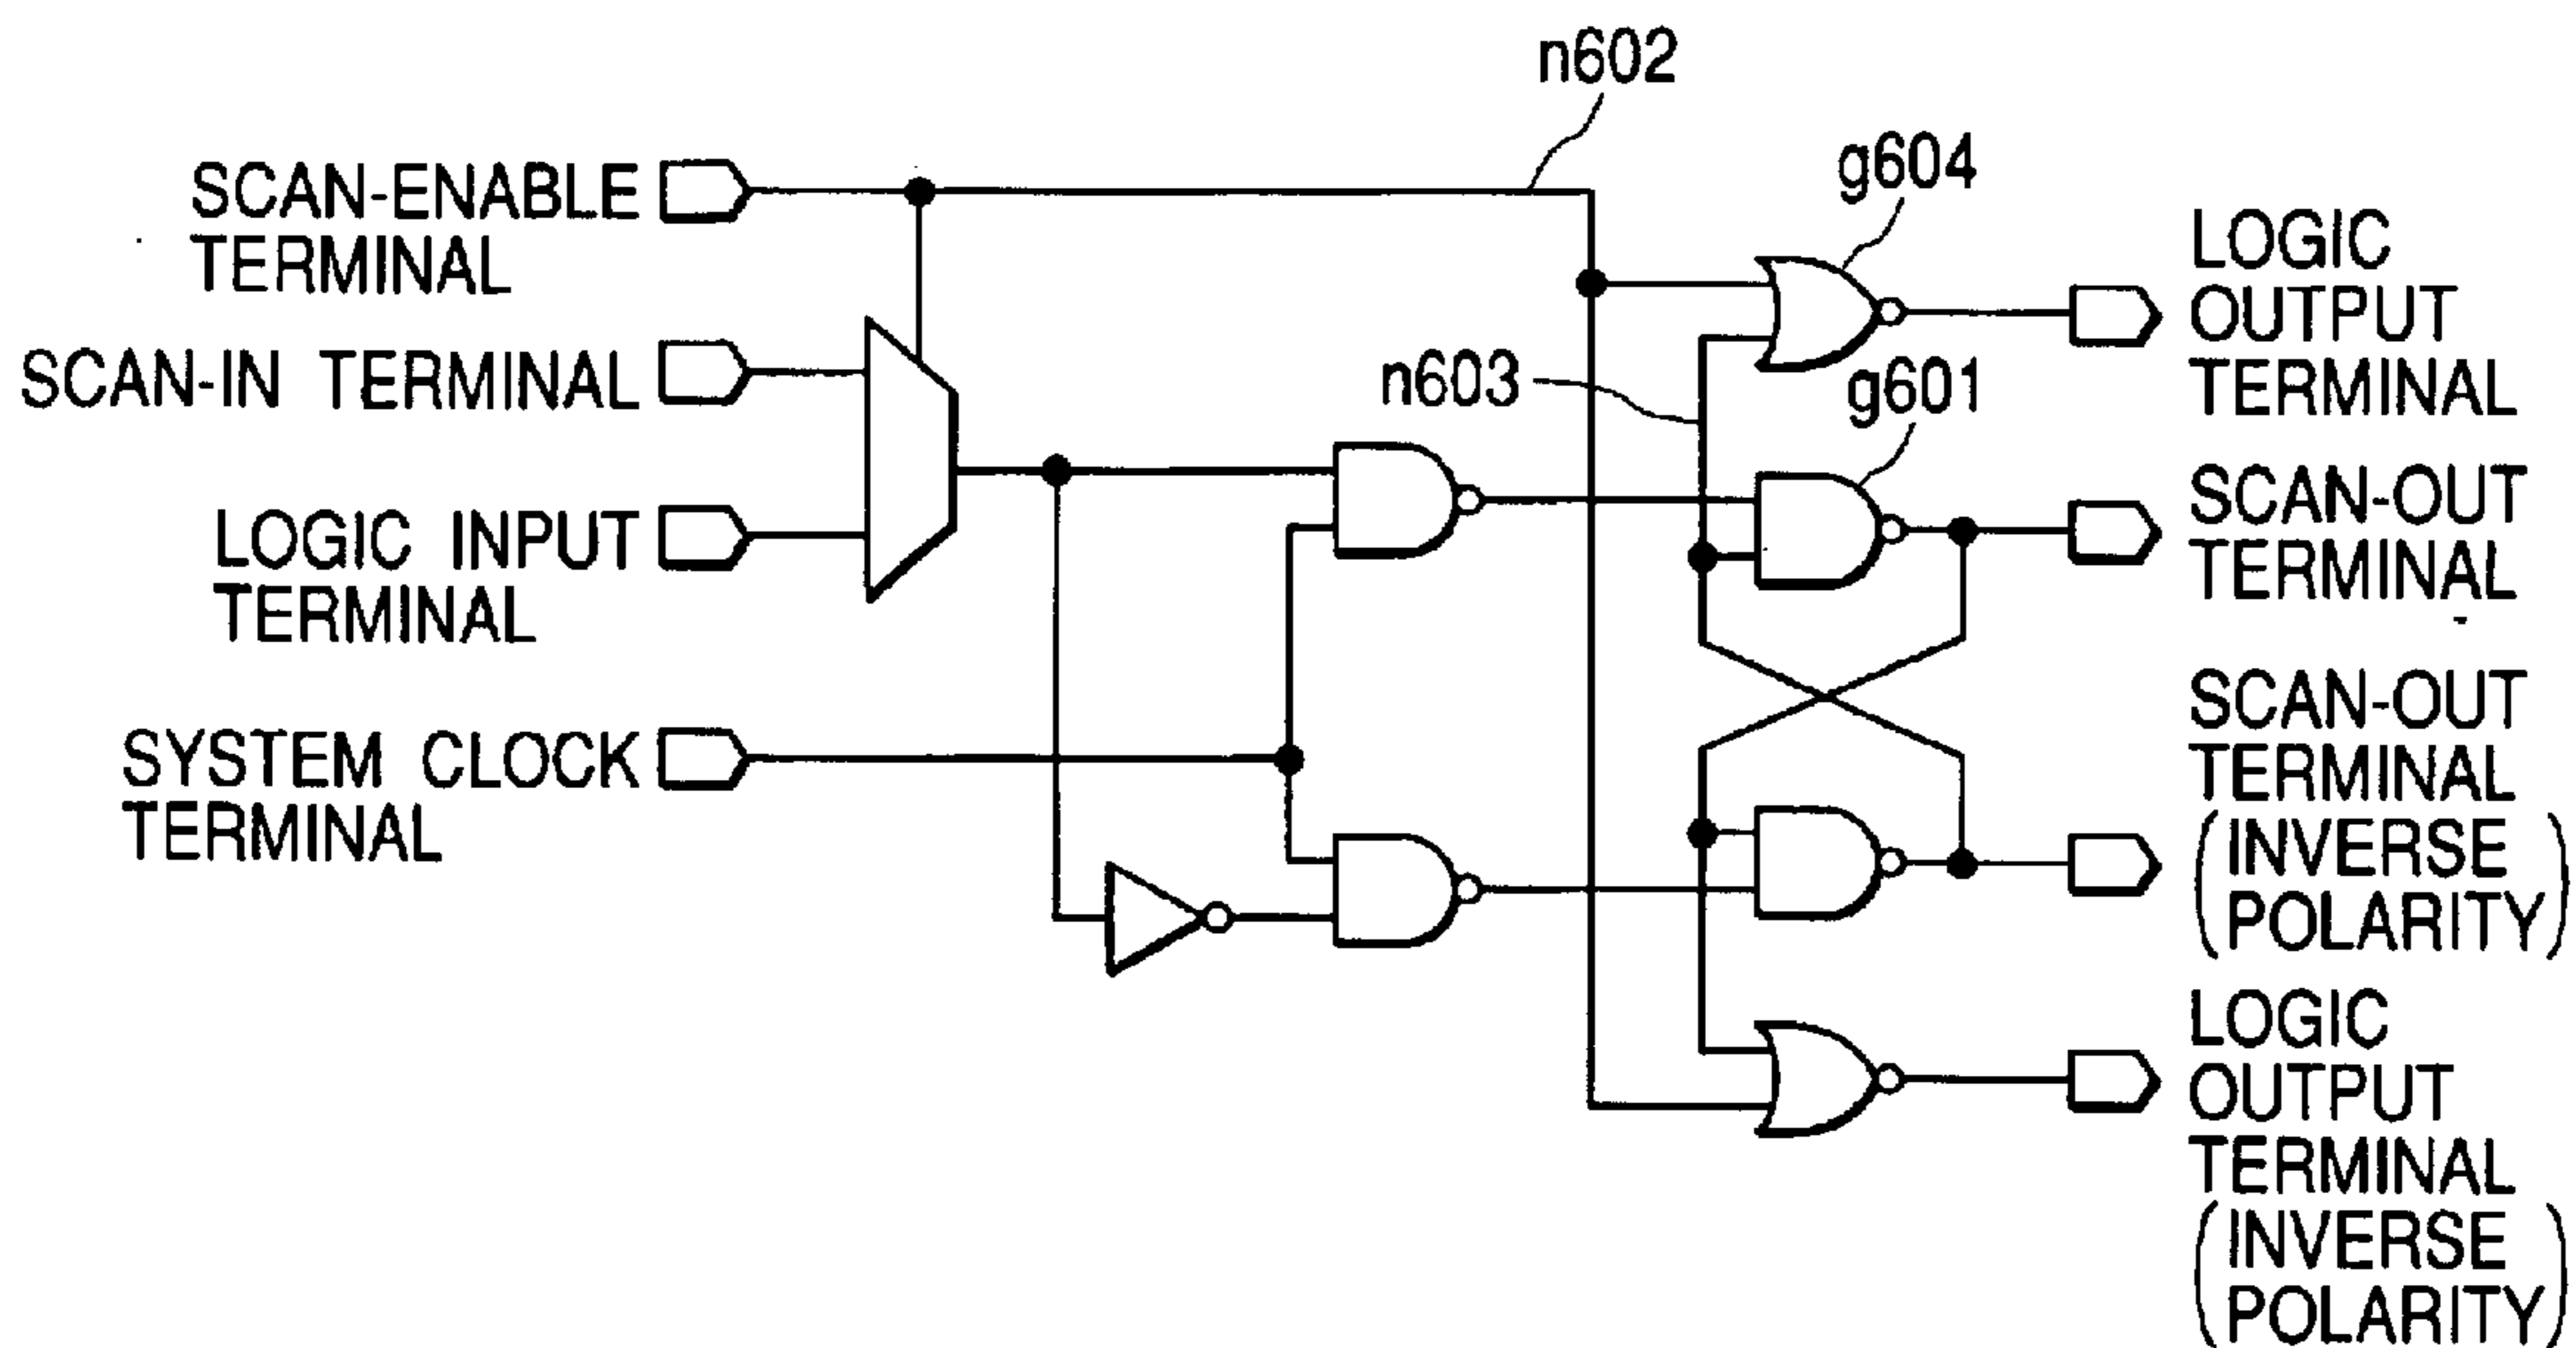 n602
SCAN-ENABLE
TERMINAL
SCAN-IN TERMINAL
LOGIC INPUT
TERMINAL
SYSTEM CLOCK
TERMINAL
n603
g604
g601
LOGIC
OUTPUT
TERMINAL
SCAN-OUT
TERMINAL
SCAN-OUT
TERMINAL
(INVERSE
POLARITY)
LOGIC
OUTPUT
TERMINAL
(INVERSE
POLARITY)